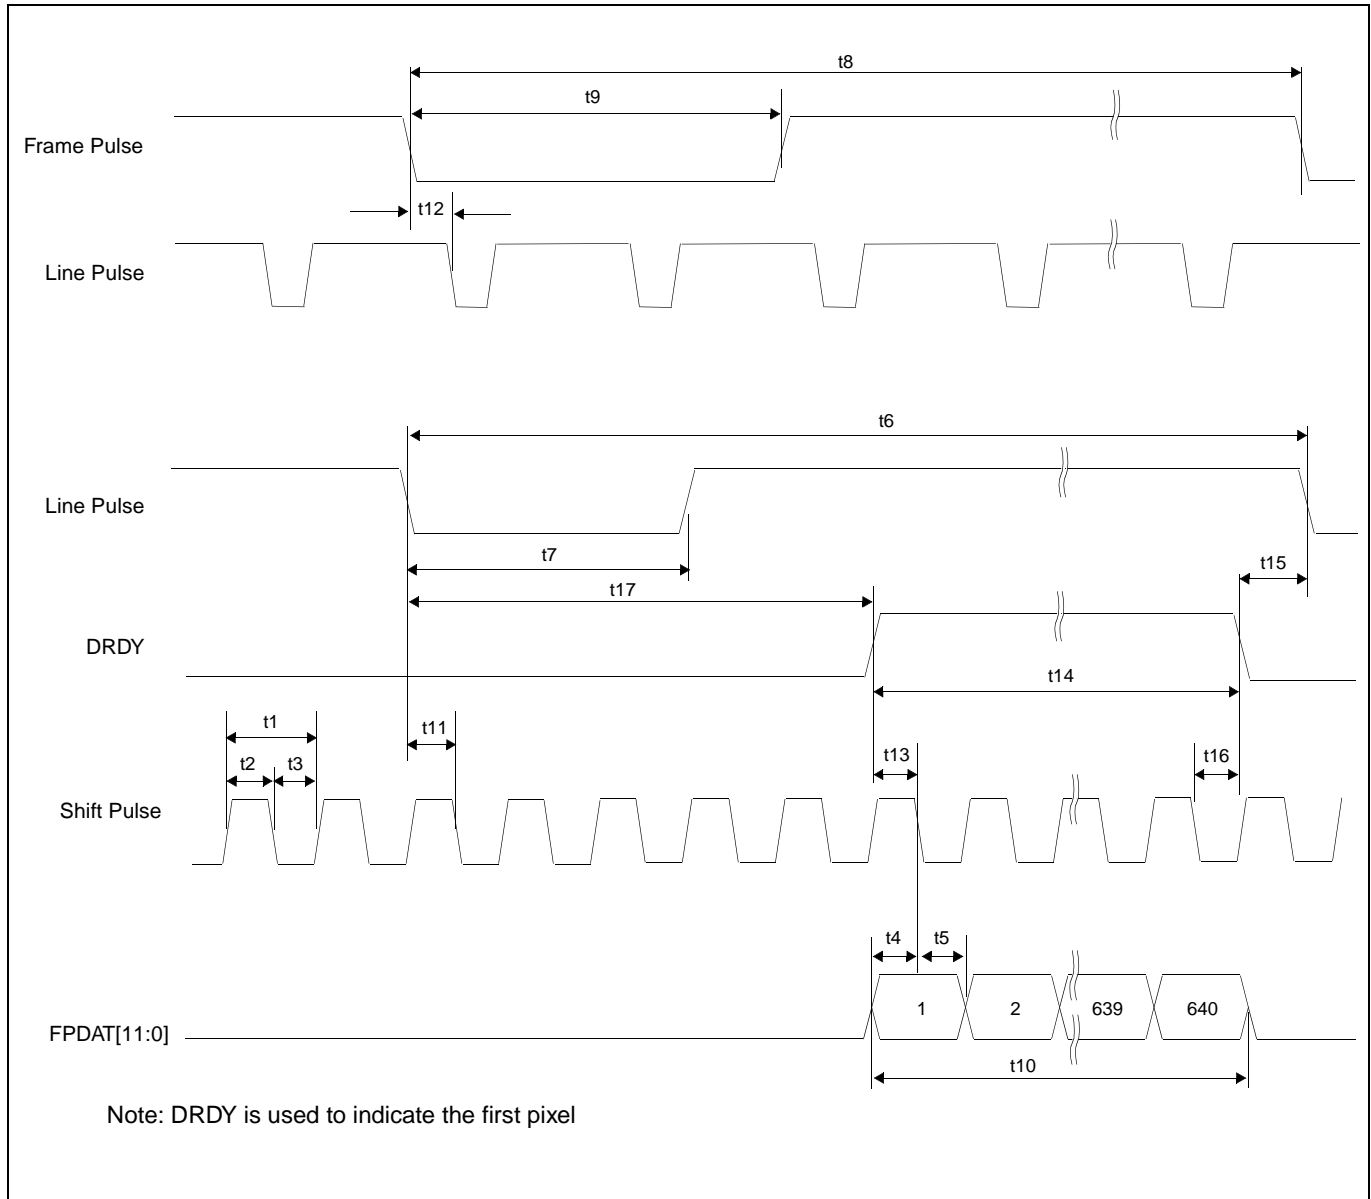 t8
t9
Frame Pulse
t12
Line Pulse
t6
Line Pulse
t7
t15
t17
DRDY
t14
t1
t11
t2 t3
t13
t16
Shift Pulse
t4 t5
1 2 639 640
FPDAT[11:0]
t10
Note: DRDY is used to indicate the first pixel